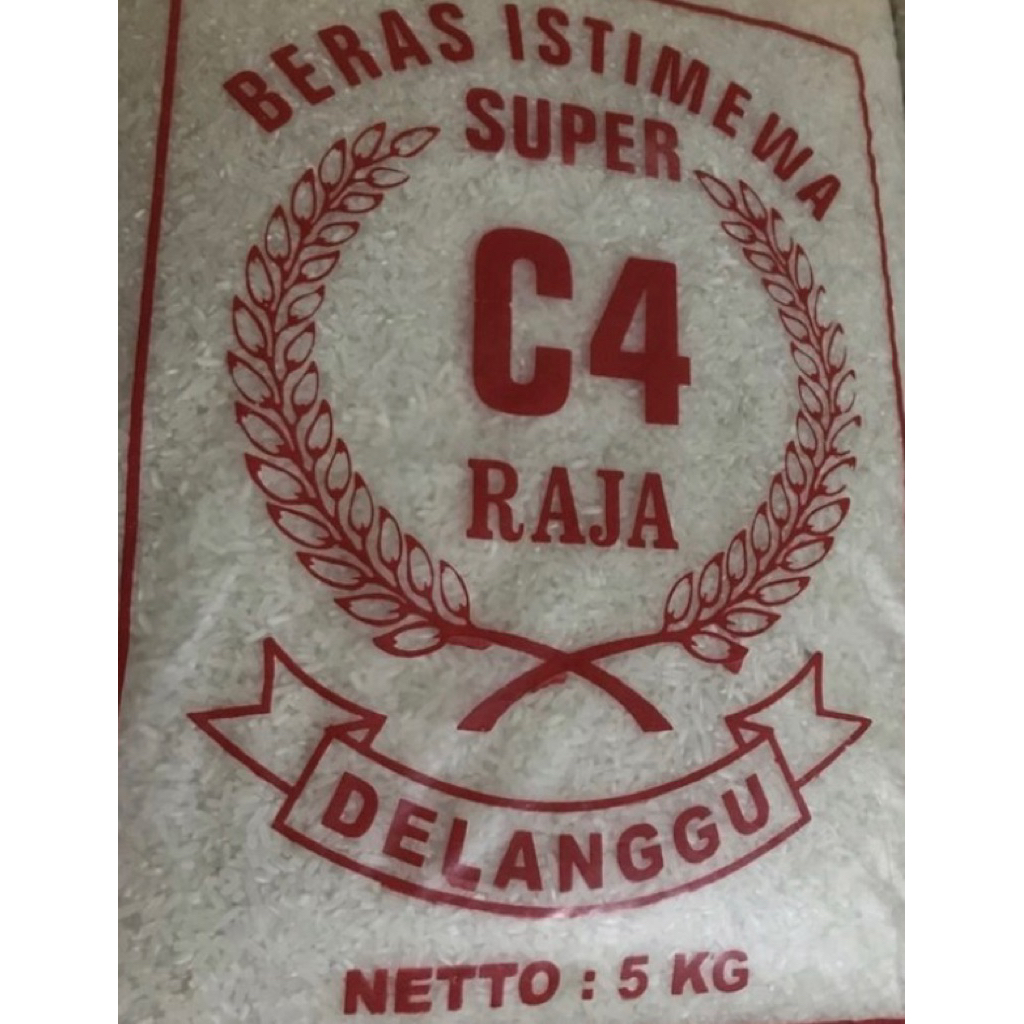 BERAS ISTIMEWA
SUPER
C4
RAJA
DELANGGU
NETTO : 5 KG